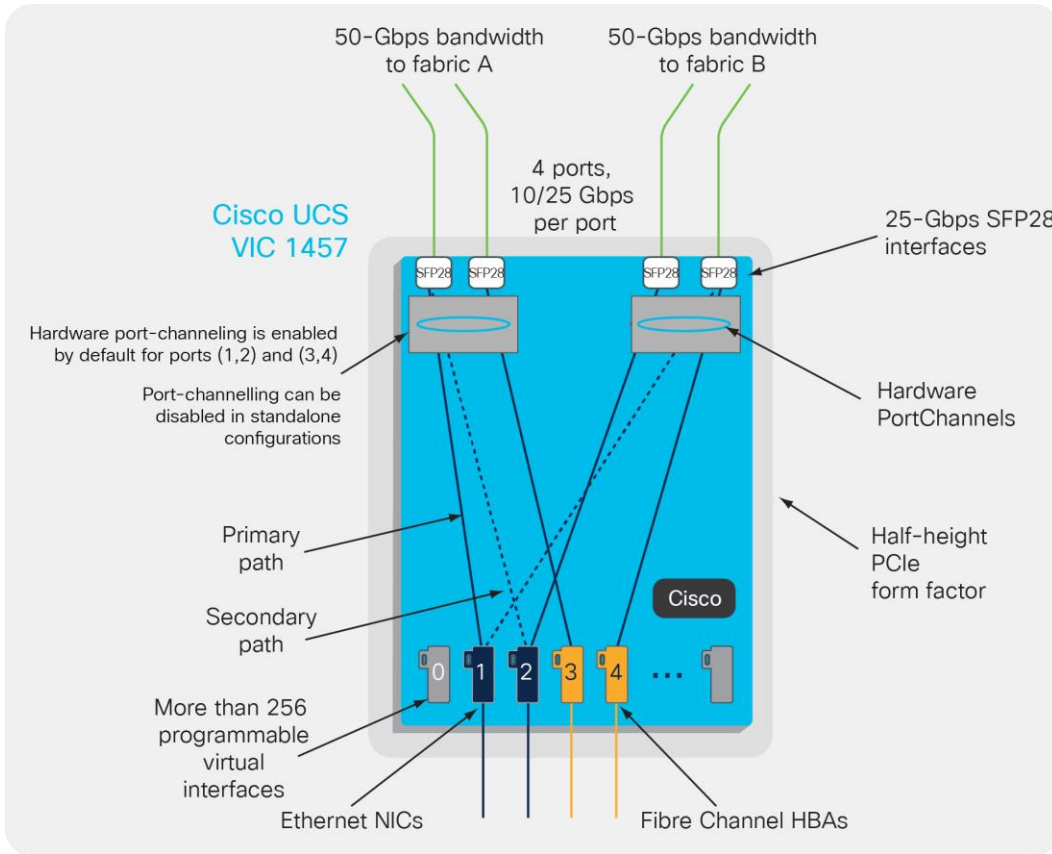 50-Gbps bandwidth
to fabric A
50-Gbps bandwidth
to fabric B
4 ports,
10/25 Gbps
per port
Cisco UCS
VIC 1457
25-Gbps SFP28
interfaces
SFP28
SFP28
SFP28
SFP28
Hardware port-channeling is enabled
by default for ports (1,2) and (3,4)
Port-channelling can be
disabled in standalone
configurations
Hardware
PortChannels
Primary
path
Half-height
PCIe
form factor
Secondary
path
Cisco
0
1
2
3
4
...
More than 256
programmable
virtual
interfaces
Ethernet NICs
Fibre Channel HBAs